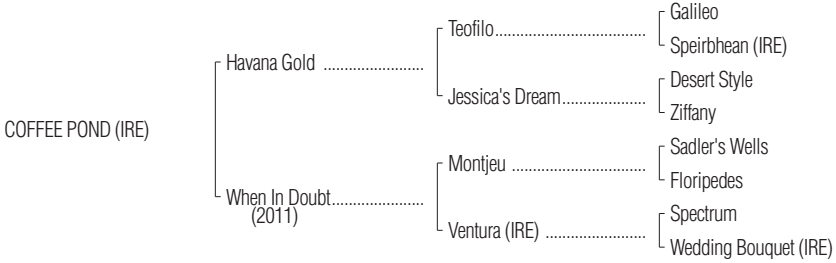 Galileo
Teofilo
Speirbhean (IRE)
Havana Gold
Jessica's Dream
Desert Style
Ziffany
COFFEE POND (IRE)
Sadler's Wells
Montjeu
Floripedes
When In Doubt
(2011)
Ventura (IRE)
Spectrum
Wedding Bouquet (IRE)